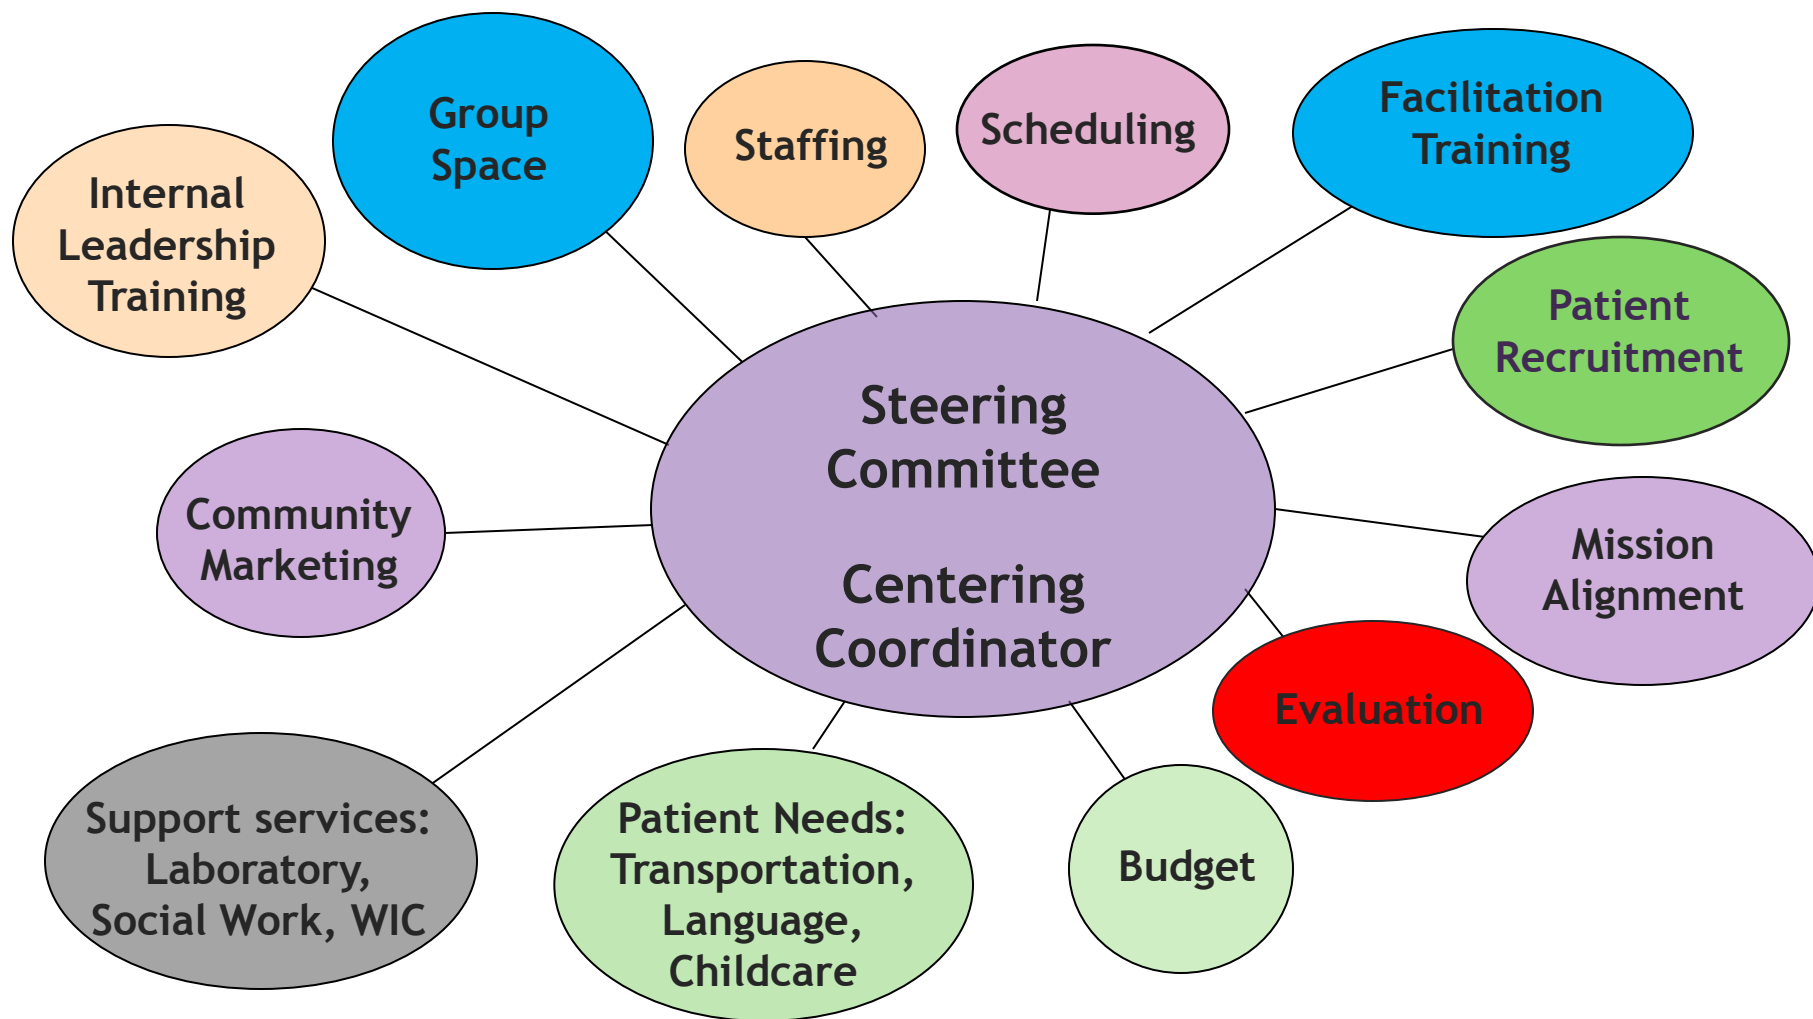 Group
Space
Staffing
Scheduling
Facilitation
Training
Internal
Leadership
Training
Patient
Recruitment
Steering
Committee
Centering
Coordinator
Community
Marketing
Mission
Alignment
Evaluation
Support services:
Laboratory,
Social Work, WIC
Patient Needs:
Transportation,
Language,
Childcare
Budget